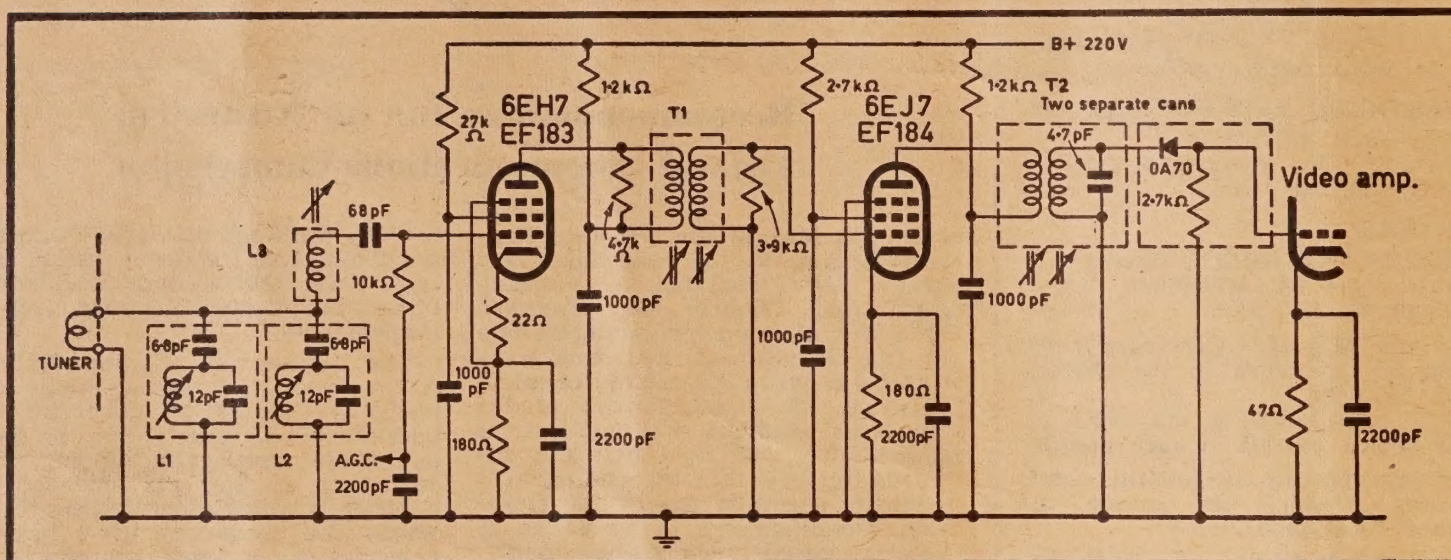 B+ 220V
1·2kΩ
2·7kΩ
1·2kΩ
T2
Two separate cans
27k
Ω
6EH7
EF183
T1
6EJ7
EF184
4·7pF
0A70
2·7kΩ
Video amp.
68pF
L3
10kΩ
4·7k
Ω
3·9kΩ
1000pF
1000pF
22Ω
1000pF
TUNER
6·8pF
6·8pF
12pF
12pF
1000
pF
180Ω
2200pF
180Ω
2200pF
47Ω
2200pF
L1
L2
A.G.C.
2200pF